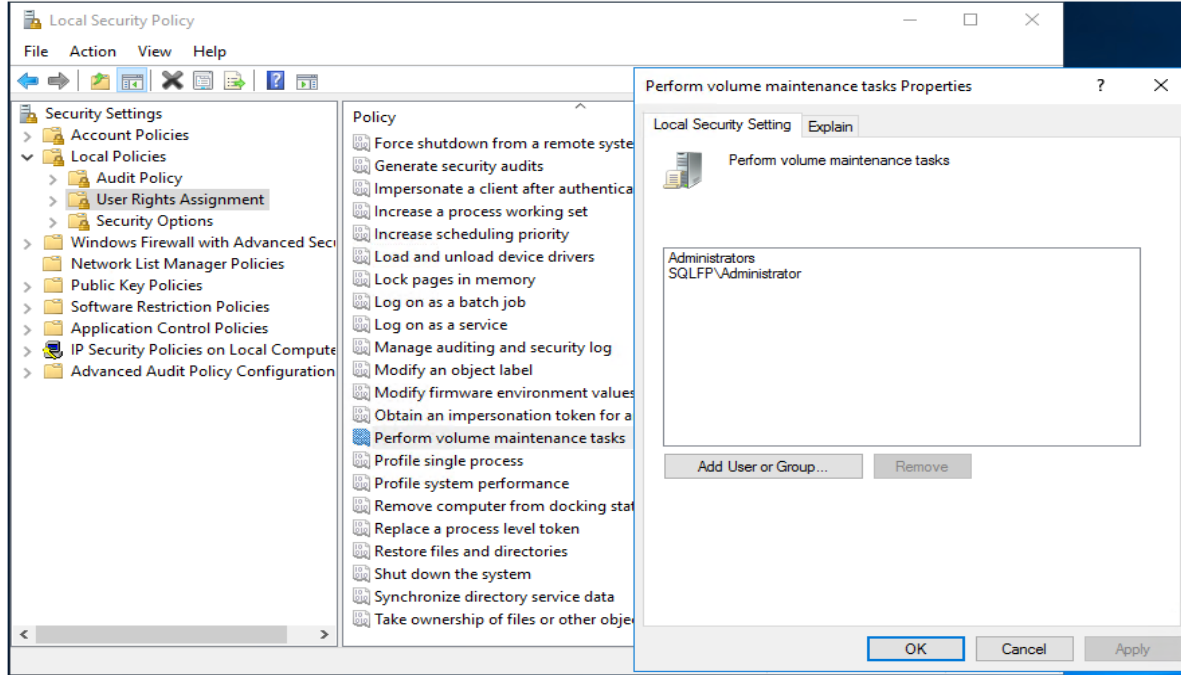 Local Security Policy
File Action View Help
Security Settings
Account Policies
Local Policies
Audit Policy
User Rights Assignment
Security Options
Windows Firewall with Advanced Secu
Network List Manager Policies
Public Key Policies
Software Restriction Policies
Application Control Policies
IP Security Policies on Local Compute
Advanced Audit Policy Configuration
Policy
Force shutdown from a remote syste
Generate security audits
Impersonate a client after authentica
Increase a process working set
Increase scheduling priority
Load and unload device drivers
Lock pages in memory
Log on as a batch job
Log on as a service
Manage auditing and security log
Modify an object label
Modify firmware environment values
Obtain an impersonation token for a
Perform volume maintenance tasks
Profile single process
Profile system performance
Remove computer from docking stat
Replace a process level token
Restore files and directories
Shut down the system
Synchronize directory service data
Take ownership of files or other obje
Perform volume maintenance tasks Properties
Local Security Setting Explain
Perform volume maintenance tasks
Administrators
SQLFP\Administrator
Add User or Group... Remove
OK Cancel Apply